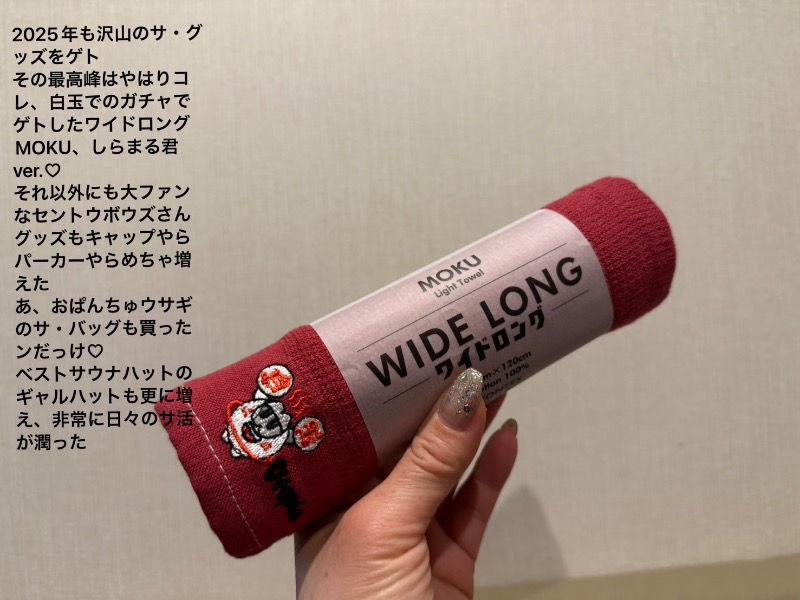 2025年も沢山のサ・グ
ッズをゲト
その最高峰はやはりコ
レ、白玉でのガチャで
ゲトしたワイドロング
MOKU、しらまる君
ver.♡
それ以外にも大ファン
なセントウボウズさん
グッズもキャップやら
パーカーやらめちゃ増
えた
あ、おぱんちゅウサギ
のサ・バッグも買った
ンだっけ♡
ベストサウナハットの
ギャルハットも更に増
え、非常に日々のサ活
が潤った
MOKU
Light Towel
WIDE LONG
ワイドロング
cm×120cm
100%